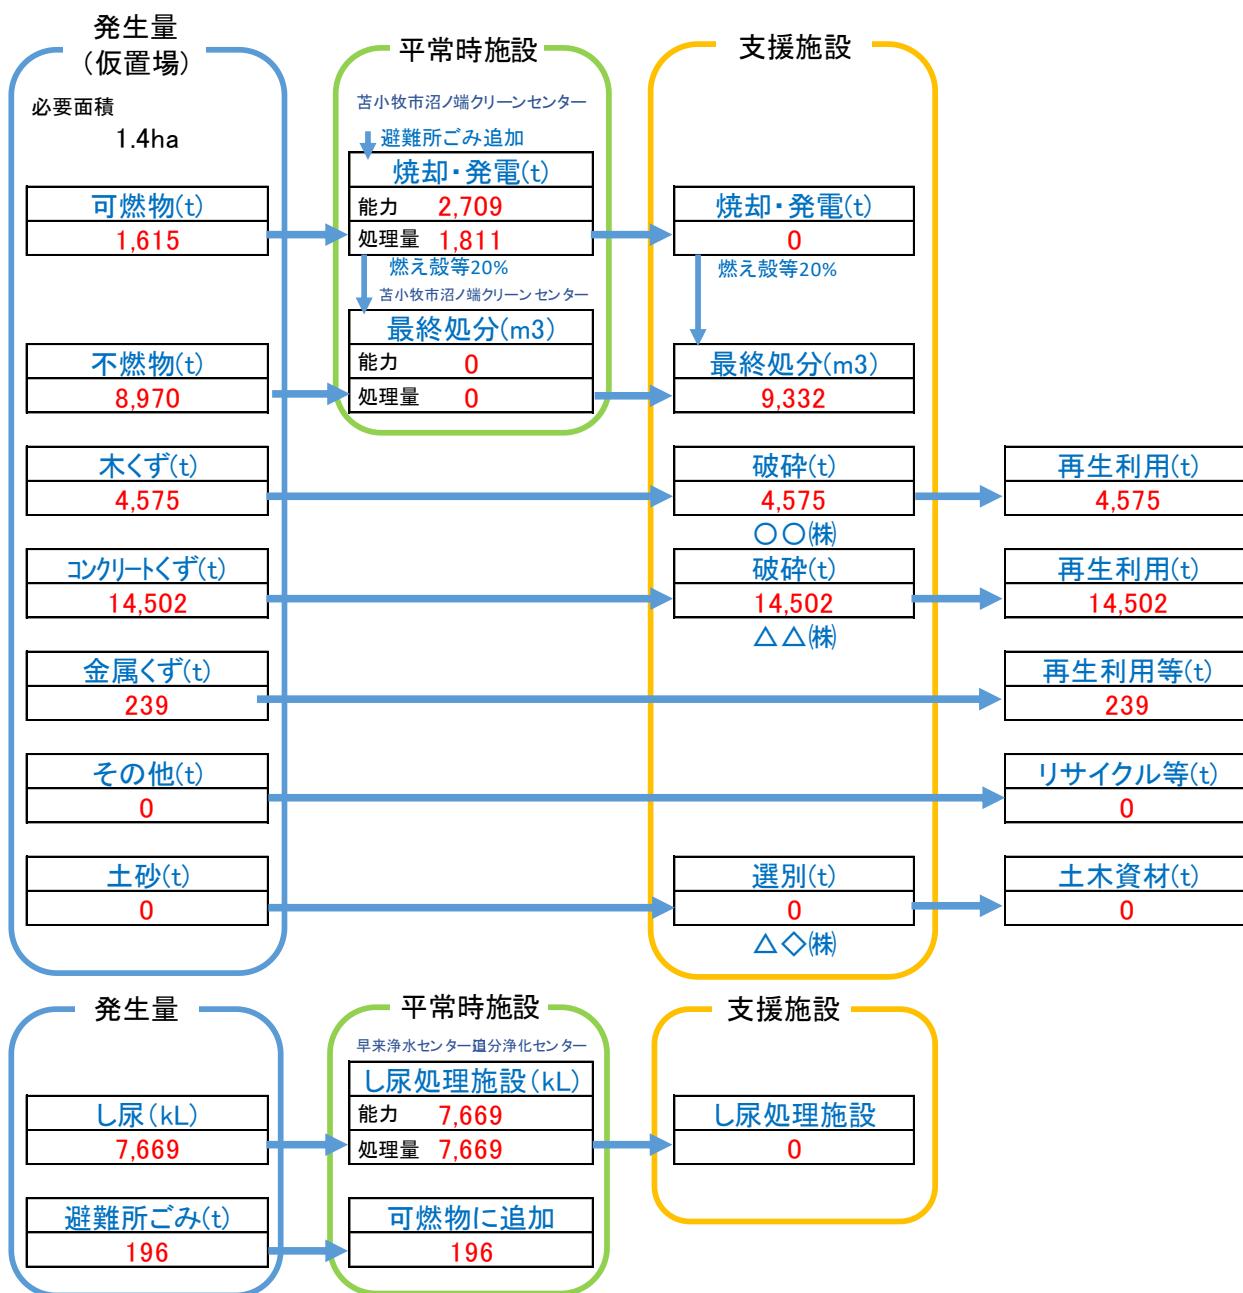 発生量
(仮置場)
平常時施設
支援施設
必要面積
1.4ha
苫小牧市沼ノ端クリーンセンター
避難所ごみ追加
可燃物(t)
1,615
焼却・発電(t)
能力 2,709
処理量 1,811
焼却・発電(t)
0
燃え殻等20%
燃え殻等20%
苫小牧市沼ノ端クリーンセンター
不燃物(t)
8,970
最終処分(m3)
能力 0
処理量 0
最終処分(m3)
9,332
木くず(t)
4,575
破砕(t)
4,575
〇〇㈱
再生利用(t)
4,575
コンクリートくず(t)
14,502
破砕(t)
14,502
△△㈱
再生利用(t)
14,502
金属くず(t)
239
再生利用等(t)
239
その他(t)
0
リサイクル等(t)
0
土砂(t)
0
選別(t)
0
△◇㈱
土木資材(t)
0
発生量
平常時施設
支援施設
早来浄水センター
追分浄化センター
し尿(kL)
7,669
し尿処理施設(kL)
能力 7,669
処理量 7,669
し尿処理施設
0
避難所ごみ(t)
196
可燃物に追加
196